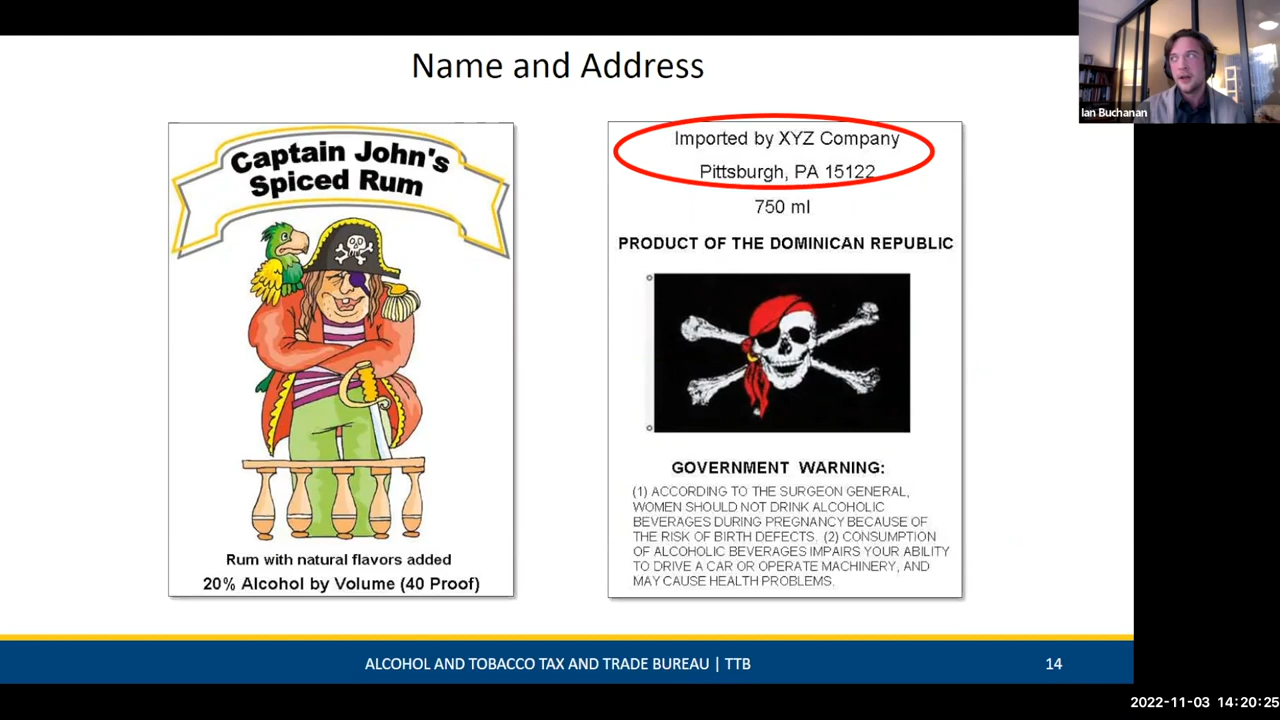 Name and Address
Ian Buchanan
Captain John's
Spiced Rum
Rum with natural flavors added
20% Alcohol by Volume (40 Proof)
Imported by XYZ Company
Pittsburgh, PA 15122
750 ml
PRODUCT OF THE DOMINICAN REPUBLIC
GOVERNMENT WARNING:
(1) ACCORDING TO THE SURGEON GENERAL,
WOMEN SHOULD NOT DRINK ALCOHOLIC
BEVERAGES DURING PREGNANCY BECAUSE OF
THE RISK OF BIRTH DEFECTS. (2) CONSUMPTION
OF ALCOHOLIC BEVERAGES IMPAIRS YOUR ABILITY
TO DRIVE A CAR OR OPERATE MACHINERY, AND
MAY CAUSE HEALTH PROBLEMS.
ALCOHOL AND TOBACCO TAX AND TRADE BUREAU | TTB
14
2022-11-03 14:20:25